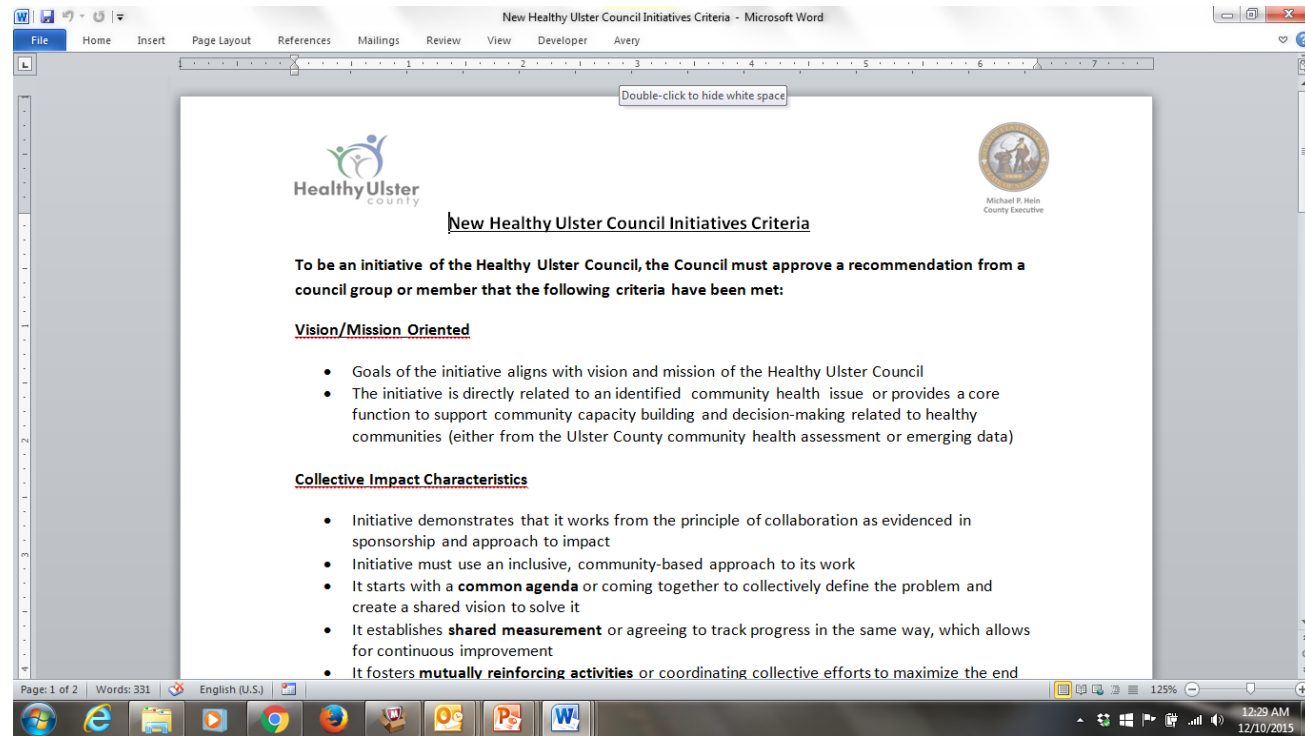 New Healthy Ulster Council Initiatives Criteria - Microsoft Word
File Home Insert Page Layout References Mailings Review View Developer Avery
1 1 2 3 4 5 6 7
Double-click to hide white space
HealthyUlster
county
Michael P. Hein
County Executive
New Healthy Ulster Council Initiatives Criteria
To be an initiative of the Healthy Ulster Council, the Council must approve a recommendation from a
council group or member that the following criteria have been met:
Vision/Mission Oriented
• Goals of the initiative aligns with vision and mission of the Healthy Ulster Council
• The initiative is directly related to an identified community health issue or provides a core
function to support community capacity building and decision-making related to healthy
communities (either from the Ulster County community health assessment or emerging data)
Collective Impact Characteristics
• Initiative demonstrates that it works from the principle of collaboration as evidenced in
sponsorship and approach to impact
• Initiative must use an inclusive, community-based approach to its work
• It starts with a common agenda or coming together to collectively define the problem and
create a shared vision to solve it
• It establishes shared measurement or agreeing to track progress in the same way, which allows
for continuous improvement
• It fosters mutually reinforcing activities or coordinating collective efforts to maximize the end
Page: 1 of 2 Words: 331 English (U.S.) 125%
12:29 AM
12/10/2015